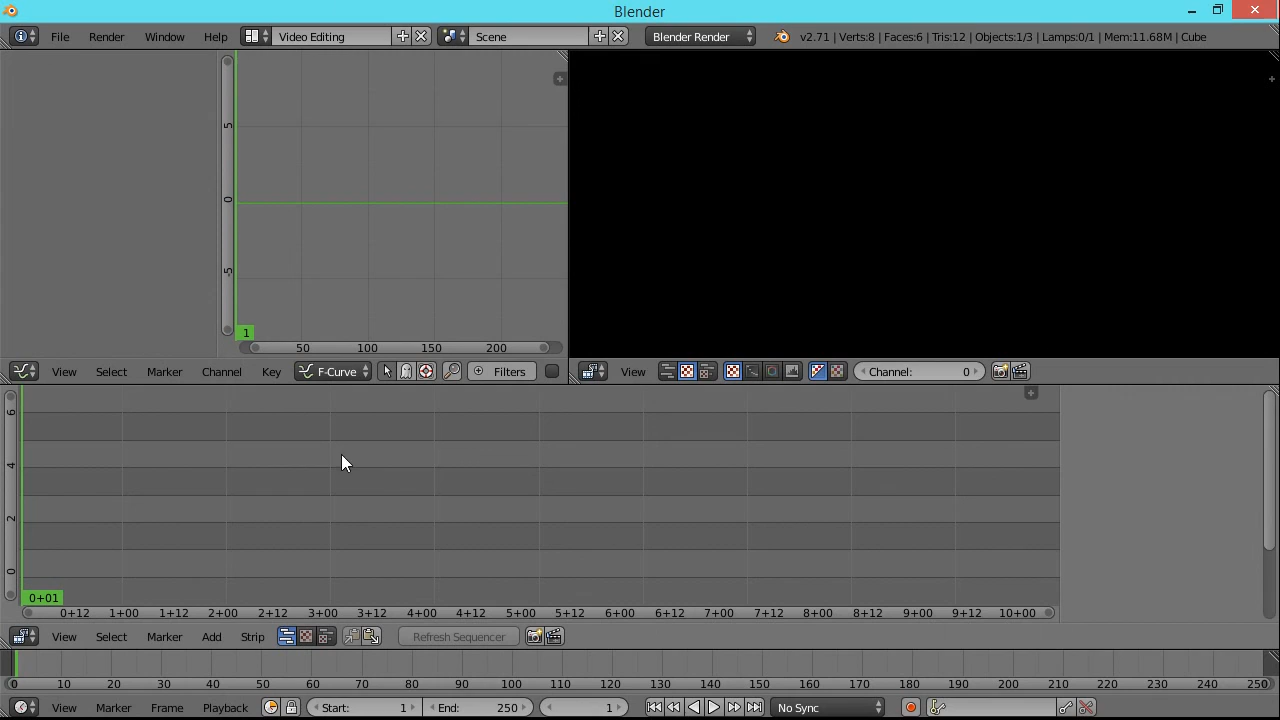 Blender
File Render Window Help Video Editing Scene Blender Render v2.71 | Verts:8 | Faces:6 | Tris:12 | Objects:1/3 | Lamps:0/1 | Mem:11.68M | Cube
5
0
-5
1
50 100 150 200
View Select Marker Channel Key F-Curve Filters
View Channel: 0
6
4
2
0
0+01
0+12 1+00 1+12 2+00 2+12 3+00 3+12 4+00 4+12 5+00 5+12 6+00 6+12 7+00 7+12 8+00 8+12 9+00 9+12 10+00
View Select Marker Add Strip Refresh Sequencer
0 10 20 30 40 50 60 70 80 90 100 110 120 130 140 150 160 170 180 190 200 210 220 230 240 250
View Marker Frame Playback Start: 1 End: 250 1 No Sync